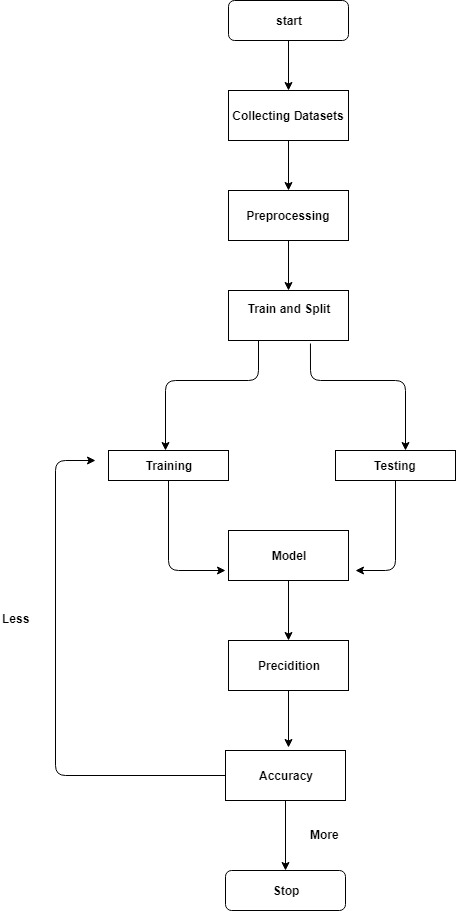 start
Collecting Datasets
Preprocessing
Train and Split
Training
Testing
Model
Less
Precidition
Accuracy
More
Stop